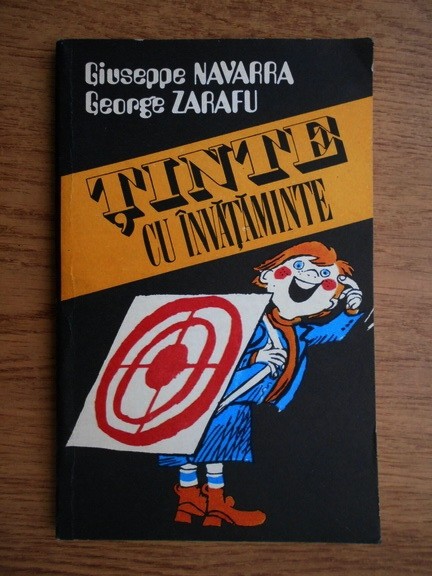 Giuseppe NAVARRA
George ZARAFU
ȚINTE
CU ÎNVĂȚĂMINTE